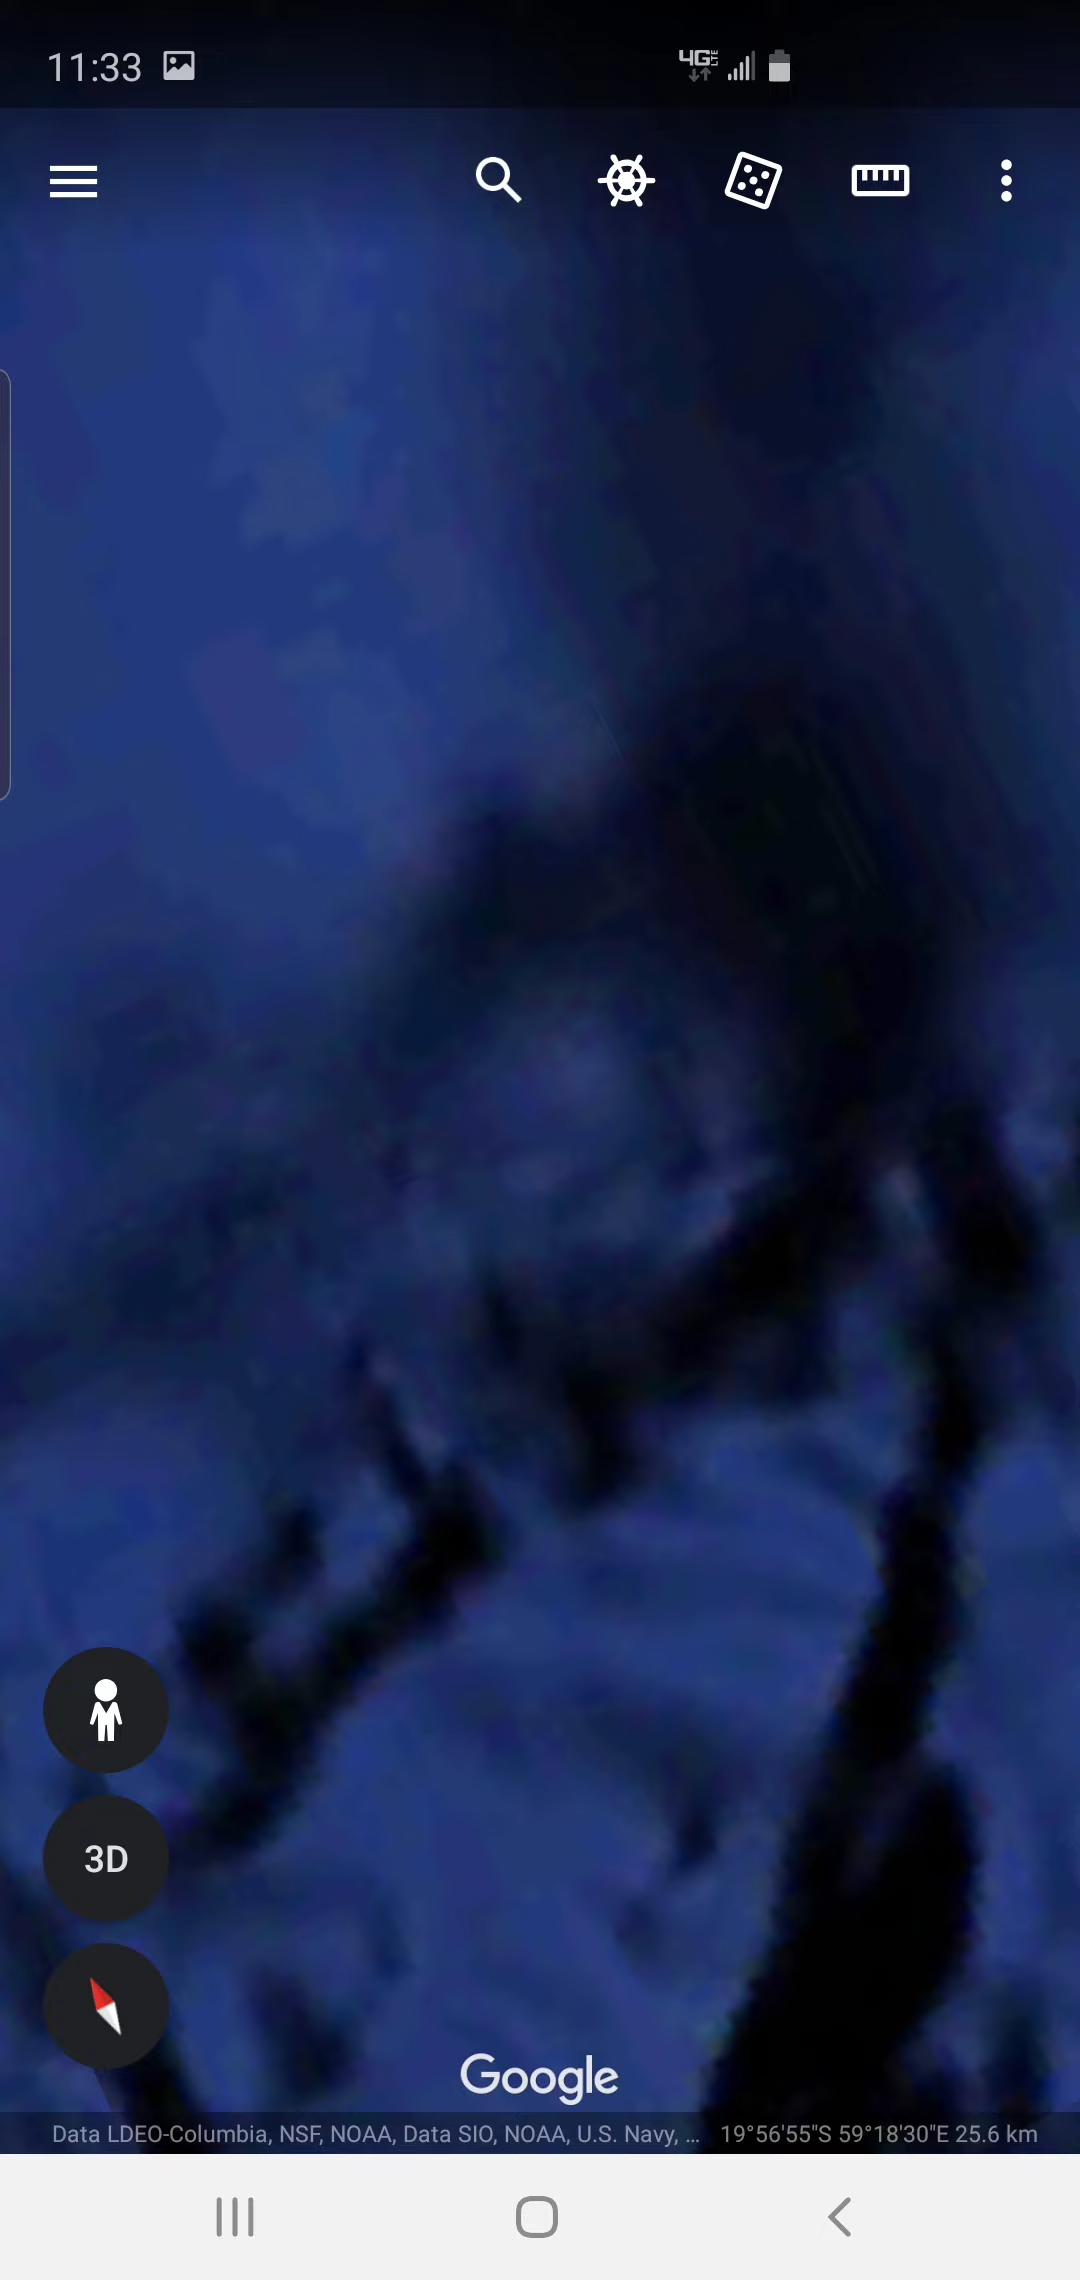 11:33 4G LTE
3D
Google
Data LDEO-Columbia, NSF, NOAA, Data SIO, NOAA, U.S. Navy, ... 19°56'55"S 59°18'30"E 25.6 km